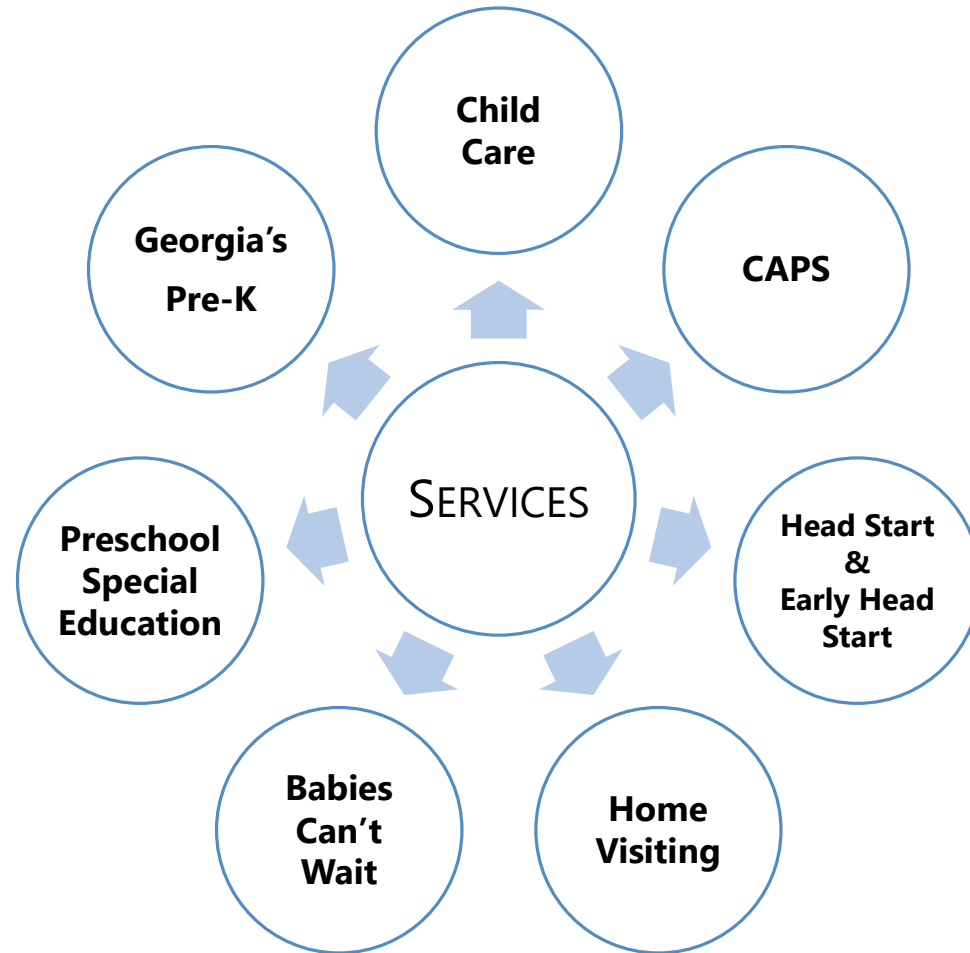 Child
Care
CAPS
Head Start
&
Early Head
Start
Home
Visiting
Babies
Can’t
Wait
Preschool
Special
Education
Georgia’s
Pre-K
SERVICES